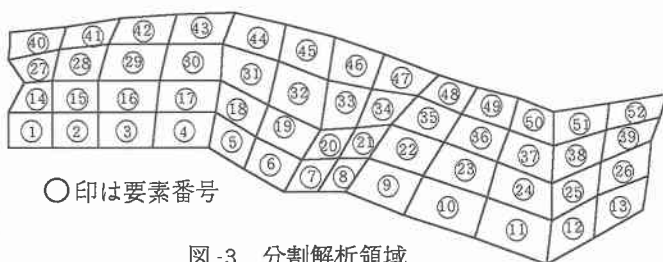 ㊵ ㊶ ㊷ ㊸ ㊹ ㊺ ㊻ ㊼ ㊽ ㊾ ㊿ 51 52
㉗ ㉘ ㉙ ㉚ ㉛ ㉜ ㉝ ㉞ ㉟ ㊱ ㊲ ㊳ ㊴
⑭ ⑮ ⑯ ⑰ ⑱ ⑲ ⑳ ㉑ ㉒ ㉓ ㉔ ㉕ ㉖
① ② ③ ④ ⑤ ⑥ ⑦ ⑧ ⑨ ⑩ ⑪ ⑫ ⑬
○印は要素番号
図-3 分割解析領域